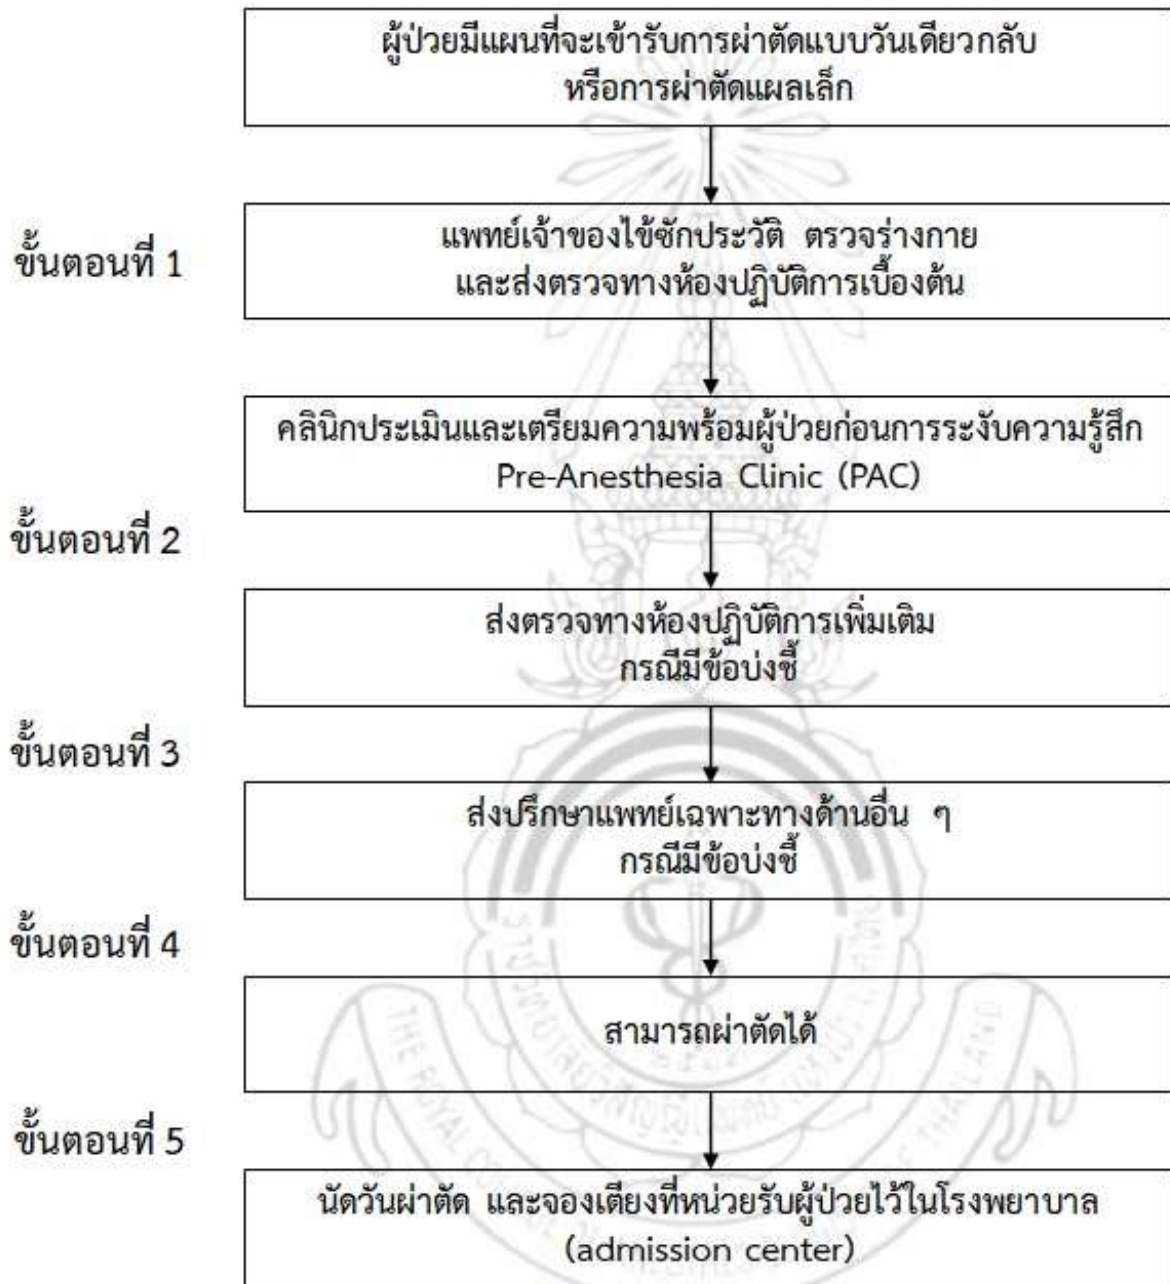 ผู้ป่วยมีแผนที่จะเข้ารับการผ่าตัดแบบวันเดียวกลับ
หรือการผ่าตัดแผลเล็ก
ขั้นตอนที่ 1
แพทย์เจ้าของไข้ซักประวัติ ตรวจร่างกาย
และส่งตรวจทางห้องปฏิบัติการเบื้องต้น
คลินิกประเมินและเตรียมความพร้อมผู้ป่วยก่อนการระงับความรู้สึก
Pre-Anesthesia Clinic (PAC)
ขั้นตอนที่ 2
ส่งตรวจทางห้องปฏิบัติการเพิ่มเติม
กรณีมีข้อบ่งชี้
ขั้นตอนที่ 3
ส่งปรึกษาแพทย์เฉพาะทางด้านอื่น ๆ
กรณีมีข้อบ่งชี้
ขั้นตอนที่ 4
สามารถผ่าตัดได้
ขั้นตอนที่ 5
นัดวันผ่าตัด และจองเตียงที่หน่วยรับผู้ป่วยไว้ในโรงพยาบาล
(admission center)
THE ROYAL
THAILAND